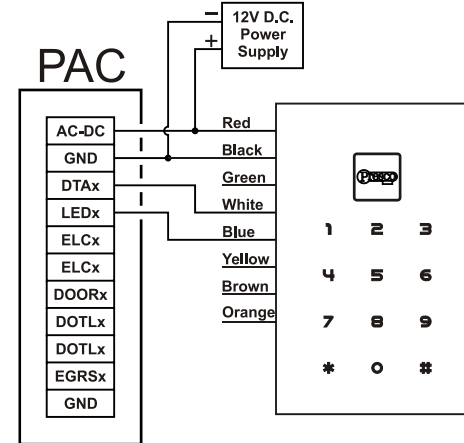 12V D.C.
Power
Supply
−
+
PAC
AC-DC
GND
DTAx
LEDx
ELCx
ELCx
DOORx
DOTLx
DOTLx
EGRSx
GND
Red
Black
Green
White
Blue
Yellow
Brown
Orange
Presco
1 2 3
4 5 6
7 8 9
* 0 #